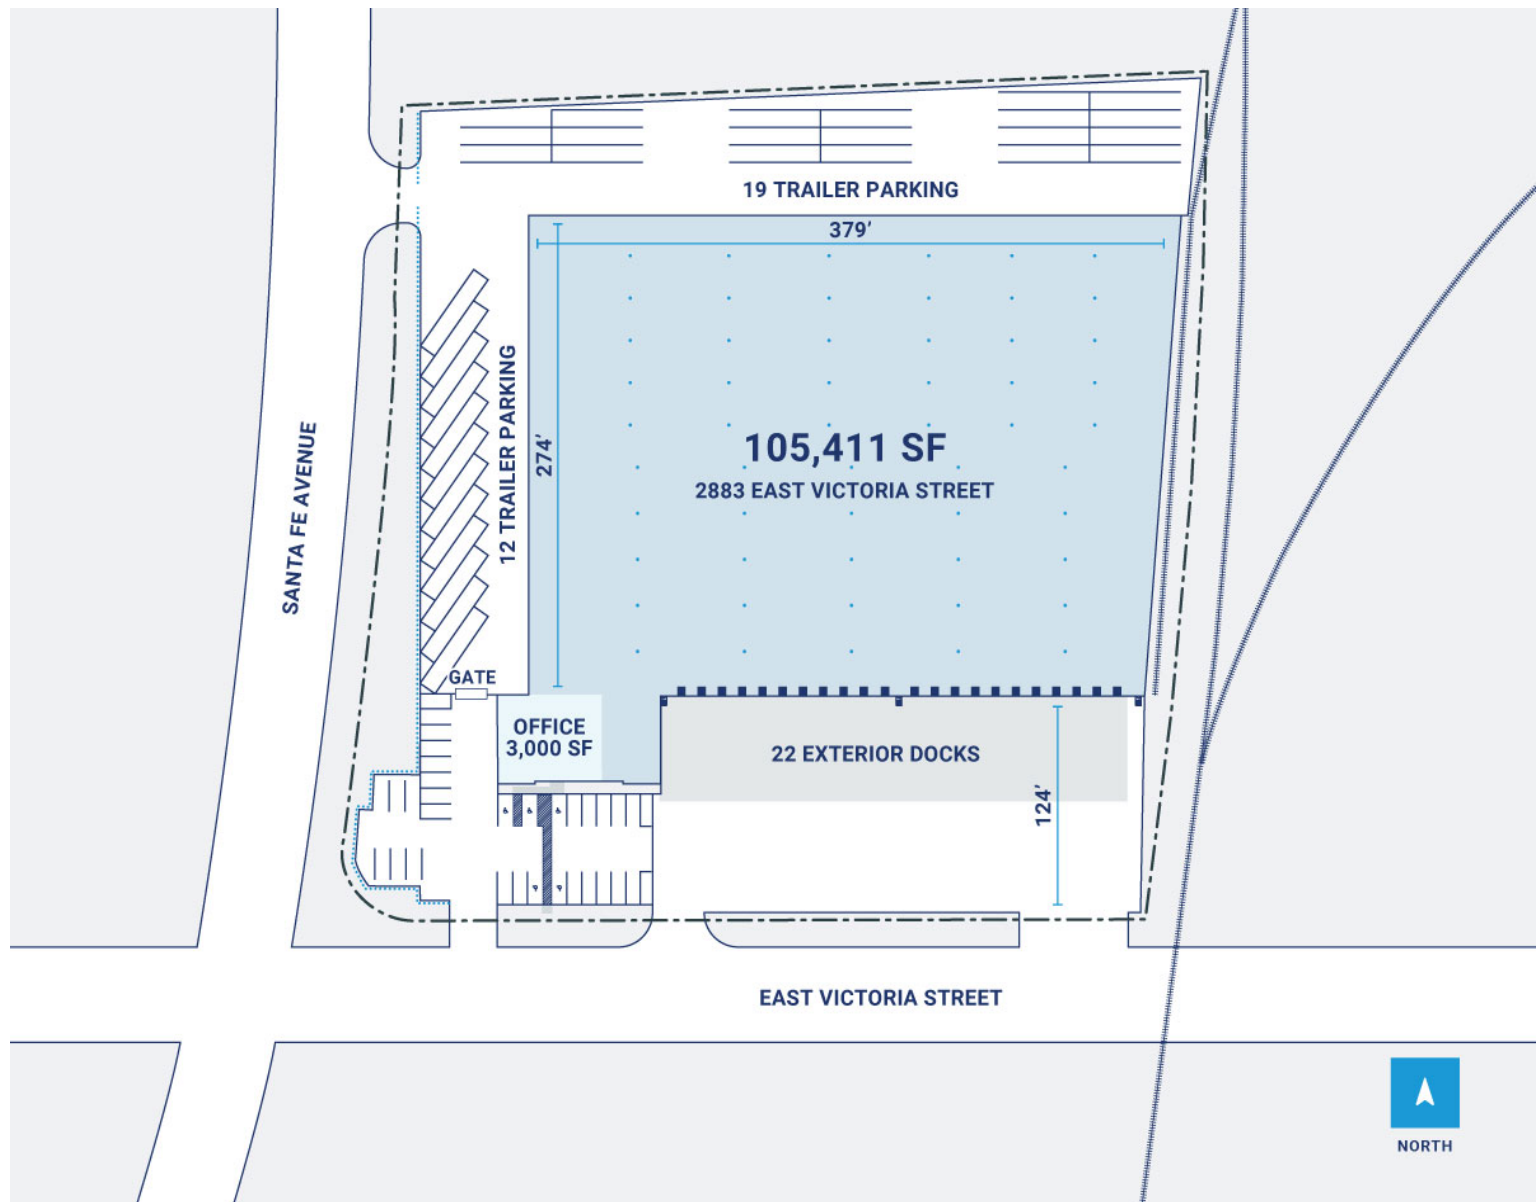 19 TRAILER PARKING
379'
12 TRAILER PARKING
274'
105,411 SF
2883 EAST VICTORIA STREET
SANTA FE AVENUE
GATE
OFFICE
3,000 SF
22 EXTERIOR DOCKS
124'
EAST VICTORIA STREET
NORTH